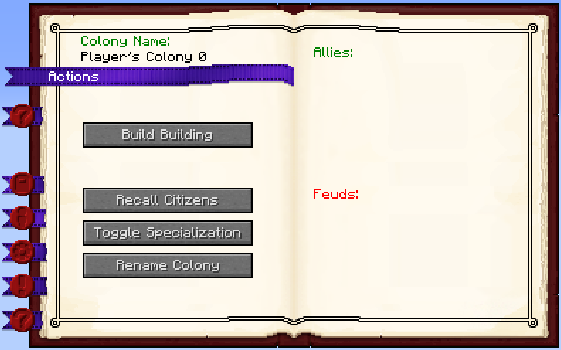 Colony Name:
Player's Colony 0
Actions
Build Building
Recall Citizens
Toggle Specialization
Rename Colony
Allies:
Feuds: